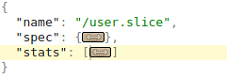 {
"name": "/user.slice",
"spec": {...},
"stats": [...]
}